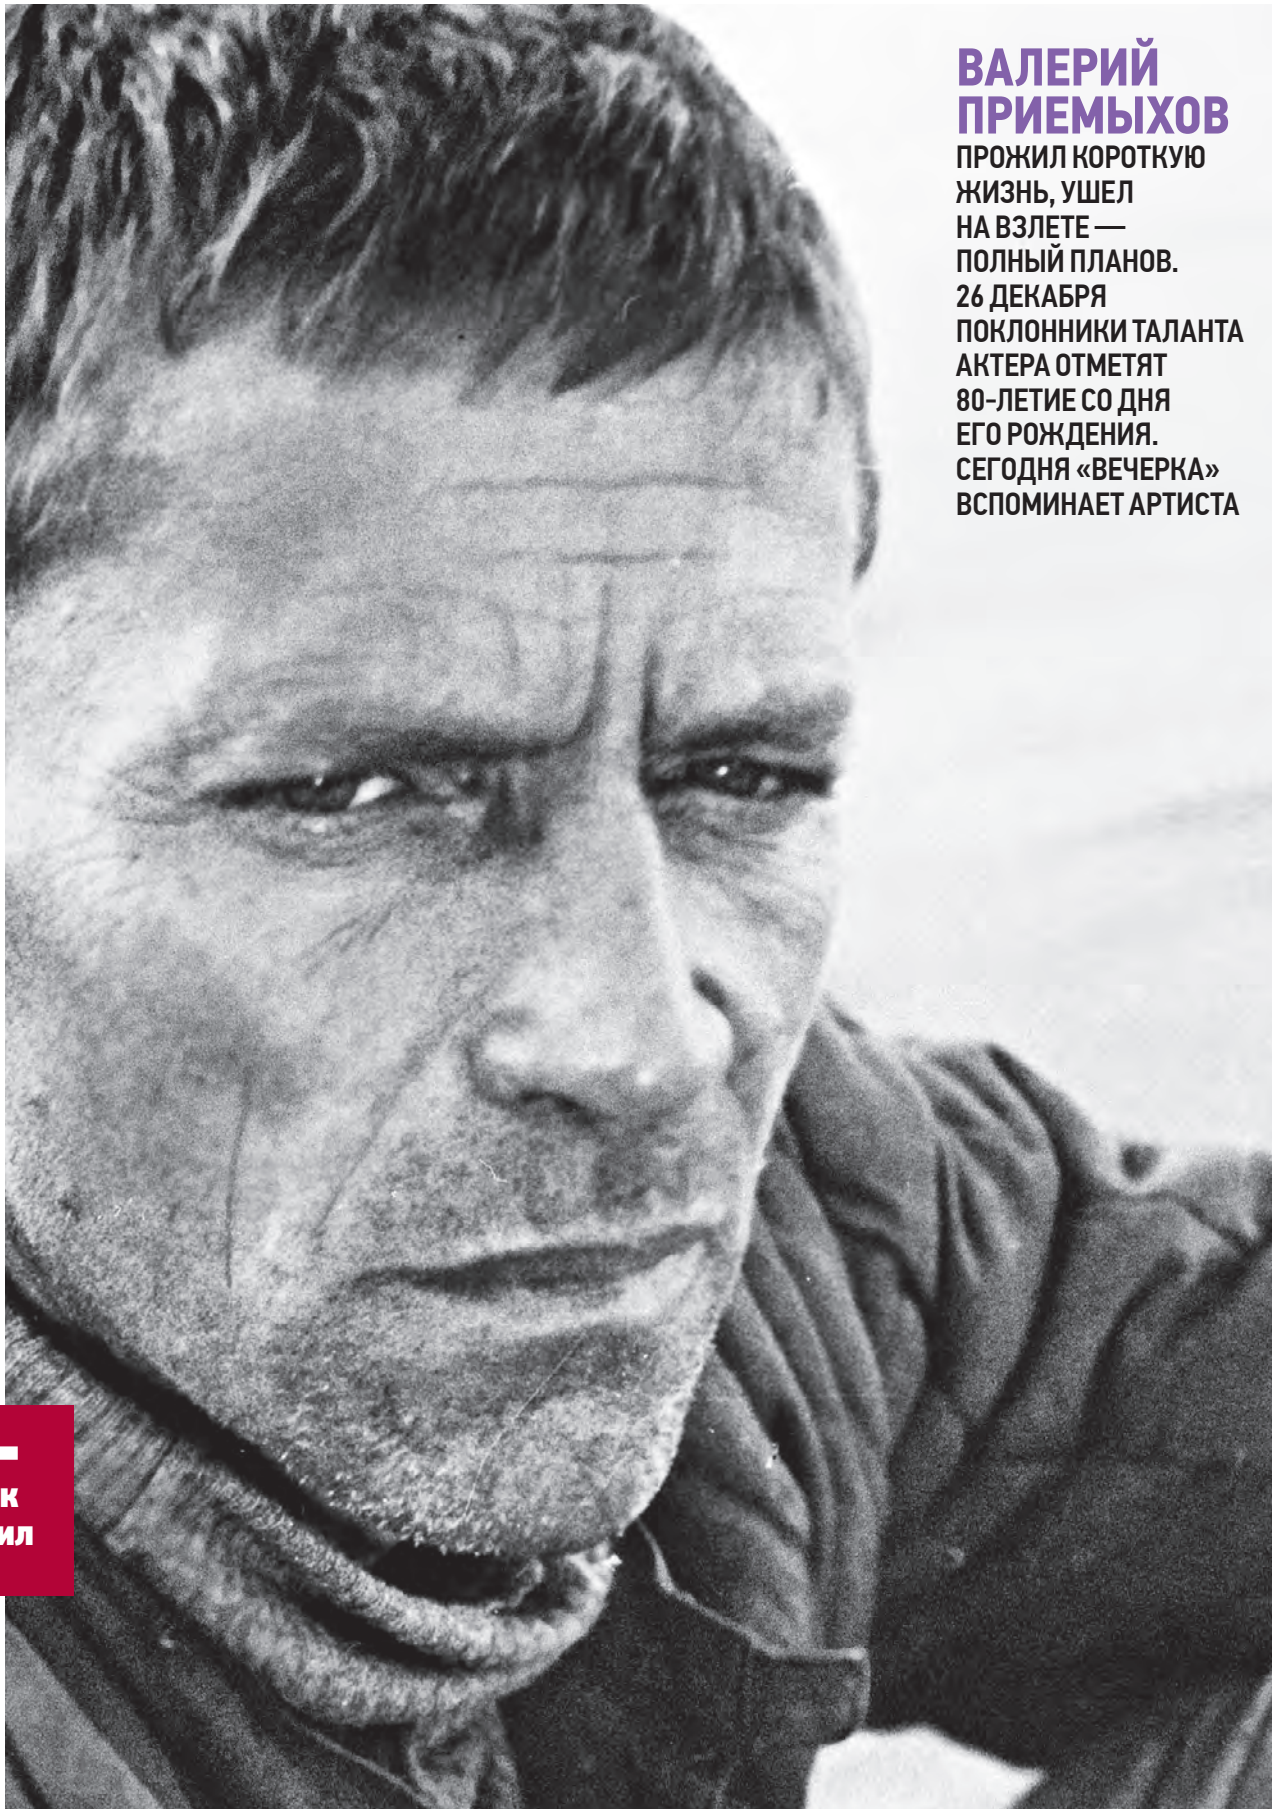 ВАЛЕРИЙ
ПРИЕМЫХОВ
ПРОЖИЛ КОРОТКУЮ
ЖИЗНЬ, УШЕЛ
НА ВЗЛЕТЕ —
ПОЛНЫЙ ПЛАНОВ.
26 ДЕКАБРЯ
ПОКЛОННИКИ ТАЛАНТА
АКТЕРА ОТМЕТЯТ
80-ЛЕТИЕ СО ДНЯ
ЕГО РОЖДЕНИЯ.
СЕГОДНЯ «ВЕЧЕРКА»
ВСПОМИНАЕТ АРТИСТА
к
ил